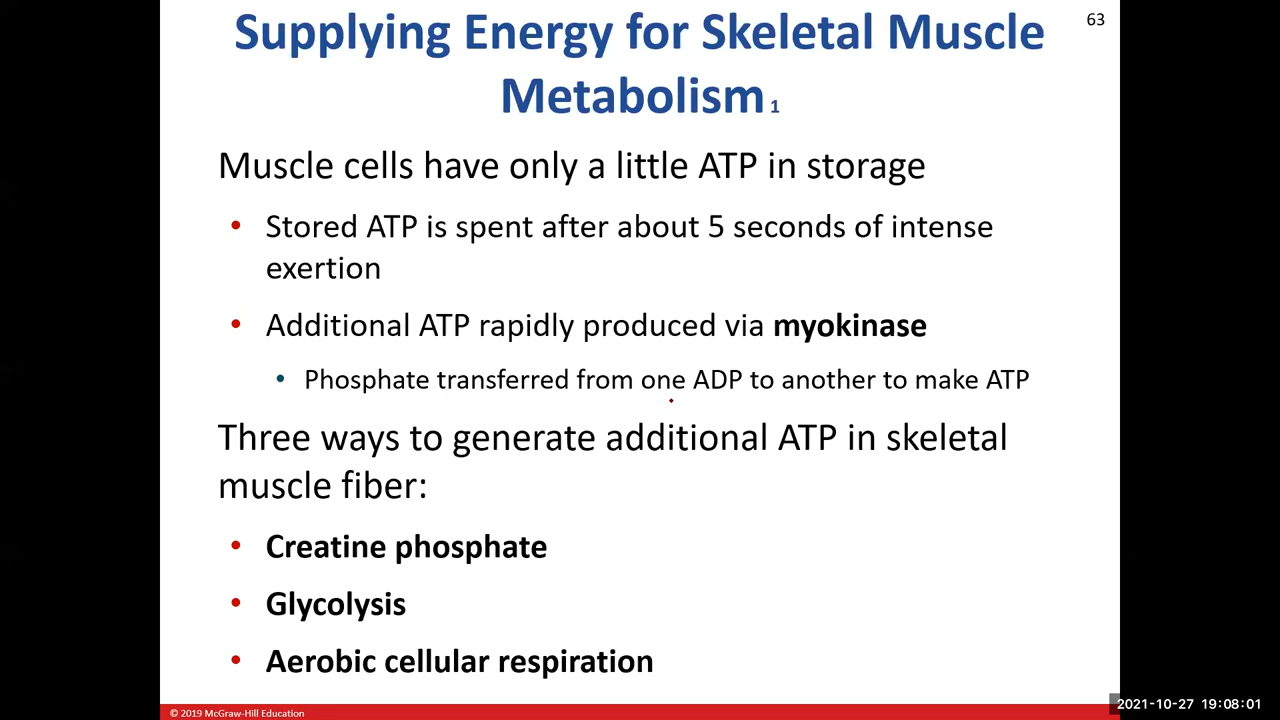 63
Supplying Energy for Skeletal Muscle
Metabolism 1
Muscle cells have only a little ATP in storage
• Stored ATP is spent after about 5 seconds of intense
exertion
• Additional ATP rapidly produced via myokinase
• Phosphate transferred from one ADP to another to make ATP
Three ways to generate additional ATP in skeletal
muscle fiber:
• Creatine phosphate
• Glycolysis
• Aerobic cellular respiration
© 2019 McGraw-Hill Education
2021-10-27 19:08:01